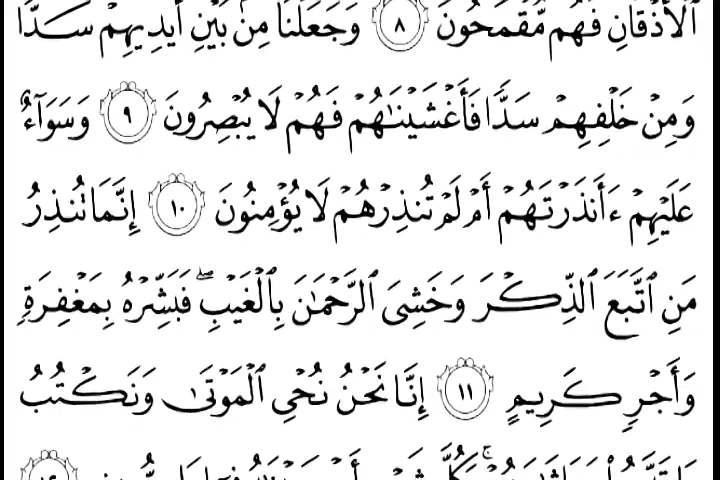 ٱلۡأَذۡقَانِ فَهُم مُّقۡمَحُونَ ٨ وَجَعَلۡنَا مِنۢ بَيۡنِ أَيۡدِيهِمۡ سَدّٗا
وَمِنۡ خَلۡفِهِمۡ سَدّٗا فَأَغۡشَيۡنَٰهُمۡ فَهُمۡ لَا يُبۡصِرُونَ ٩ وَسَوَآءٌ
عَلَيۡهِمۡ ءَأَنذَرۡتَهُمۡ أَمۡ لَمۡ تُنذِرۡهُمۡ لَا يُؤۡمِنُونَ ١٠ إِنَّمَا تُنذِرُ
مَنِ ٱتَّبَعَ ٱلذِّكۡرَ وَخَشِيَ ٱلرَّحۡمَٰنَ بِٱلۡغَيۡبِۖ فَبَشِّرۡهُ بِمَغۡفِرَةٖ
وَأَجۡرٖ كَرِيمٍ ١١ إِنَّا نَحۡنُ نُحۡيِ ٱلۡمَوۡتَىٰ وَنَكۡتُبُ